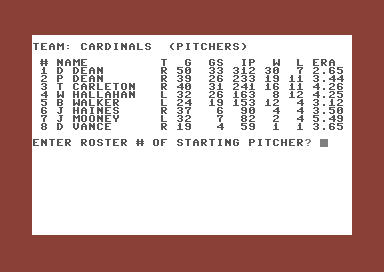 TEAM: CARDINALS (PITCHERS)
# NAME T G GS IP W L ERA
1 D DEAN R 50 33 312 30 7 2.65
2 P DEAN R 39 26 233 19 11 3.44
3 T CARLETON R 40 31 241 16 11 4.26
4 W HALLAHAN L 32 26 163 8 12 4.25
5 B WALKER L 24 19 153 12 4 3.12
6 J HAINES R 37 6 90 4 4 3.50
7 J MOONEY L 32 7 82 2 4 5.49
8 D VANCE R 19 4 59 1 1 3.65
ENTER ROSTER # OF STARTING PITCHER?